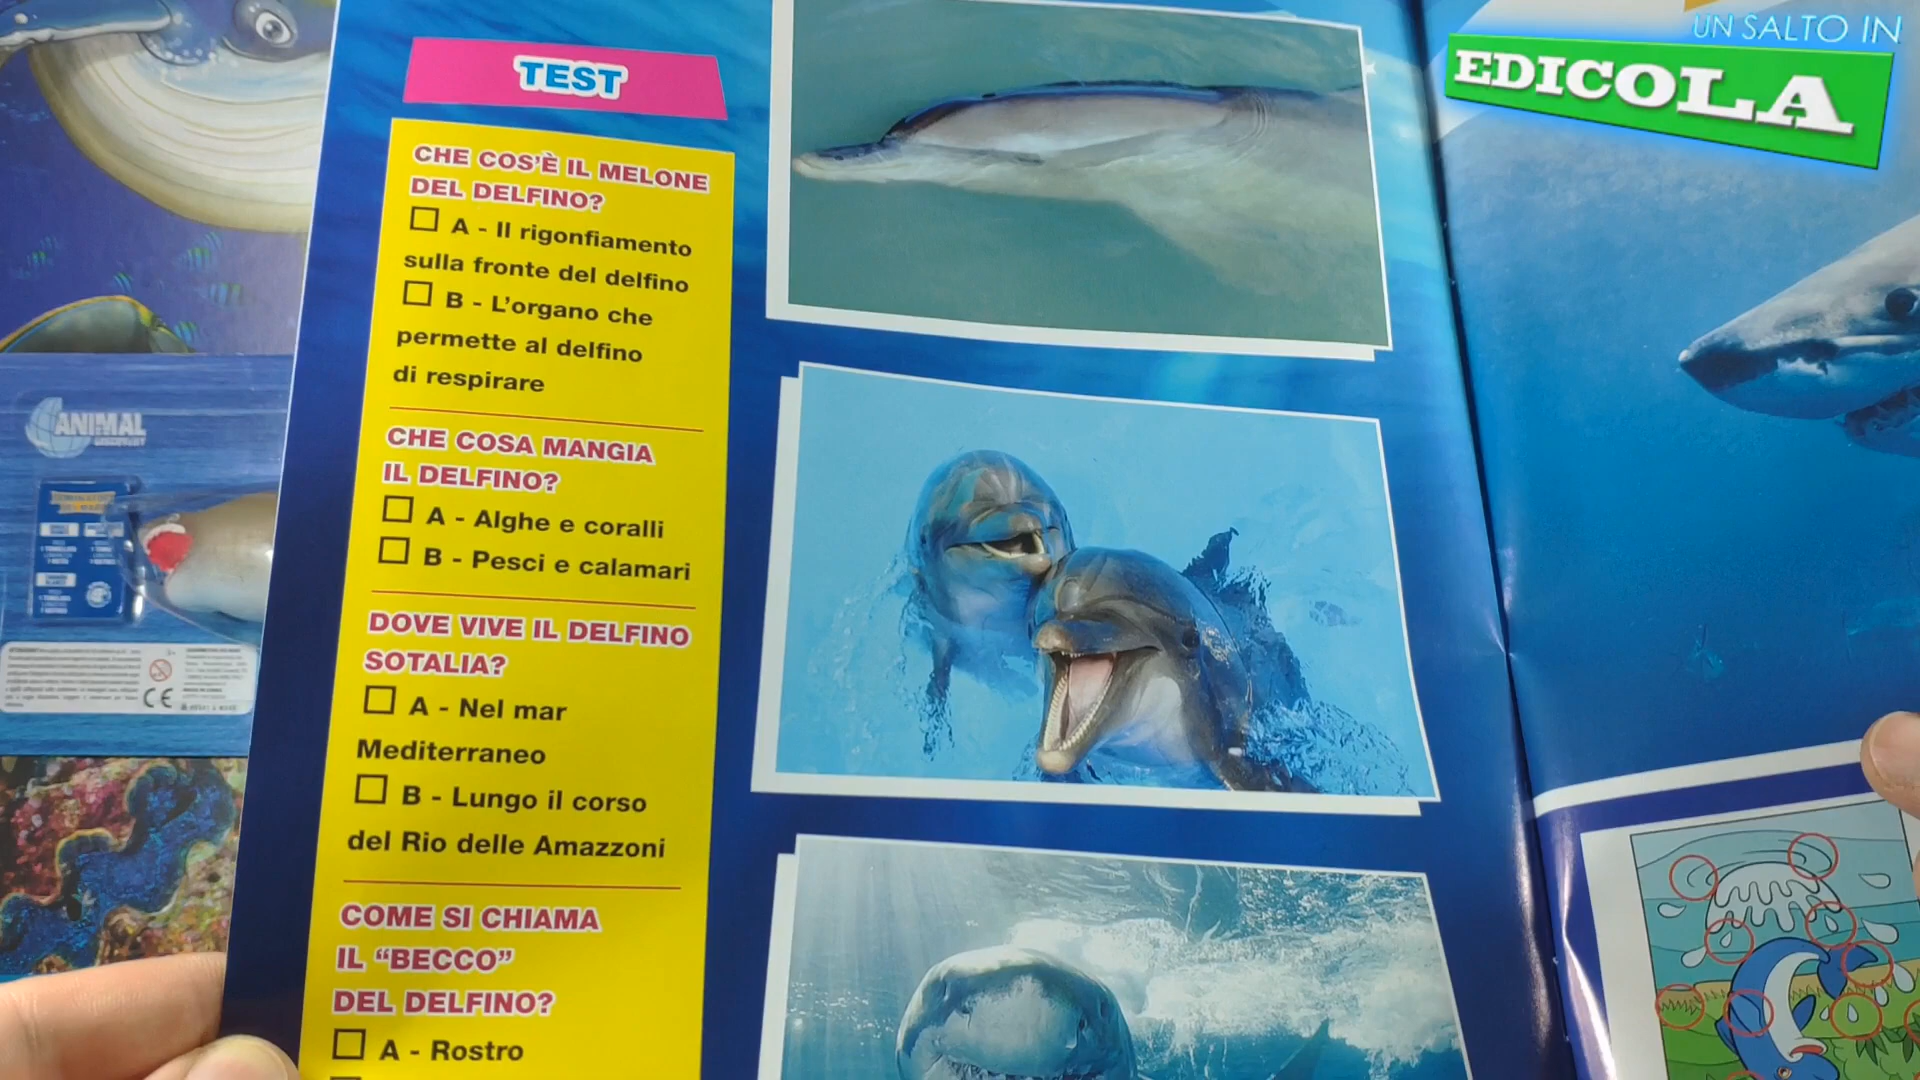 UN SALTO IN
EDICOLA
TEST
CHE COS'È IL MELONE
DEL DELFINO?
A - Il rigonfiamento
sulla fronte del delfino
B - L'organo che
permette al delfino
di respirare
CHE COSA MANGIA
IL DELFINO?
A - Alghe e coralli
B - Pesci e calamari
DOVE VIVE IL DELFINO
SOTALIA?
A - Nel mar
Mediterraneo
B - Lungo il corso
del Rio delle Amazzoni
COME SI CHIAMA
IL “BECCO”
DEL DELFINO?
A - Rostro
ANIMAL
CE